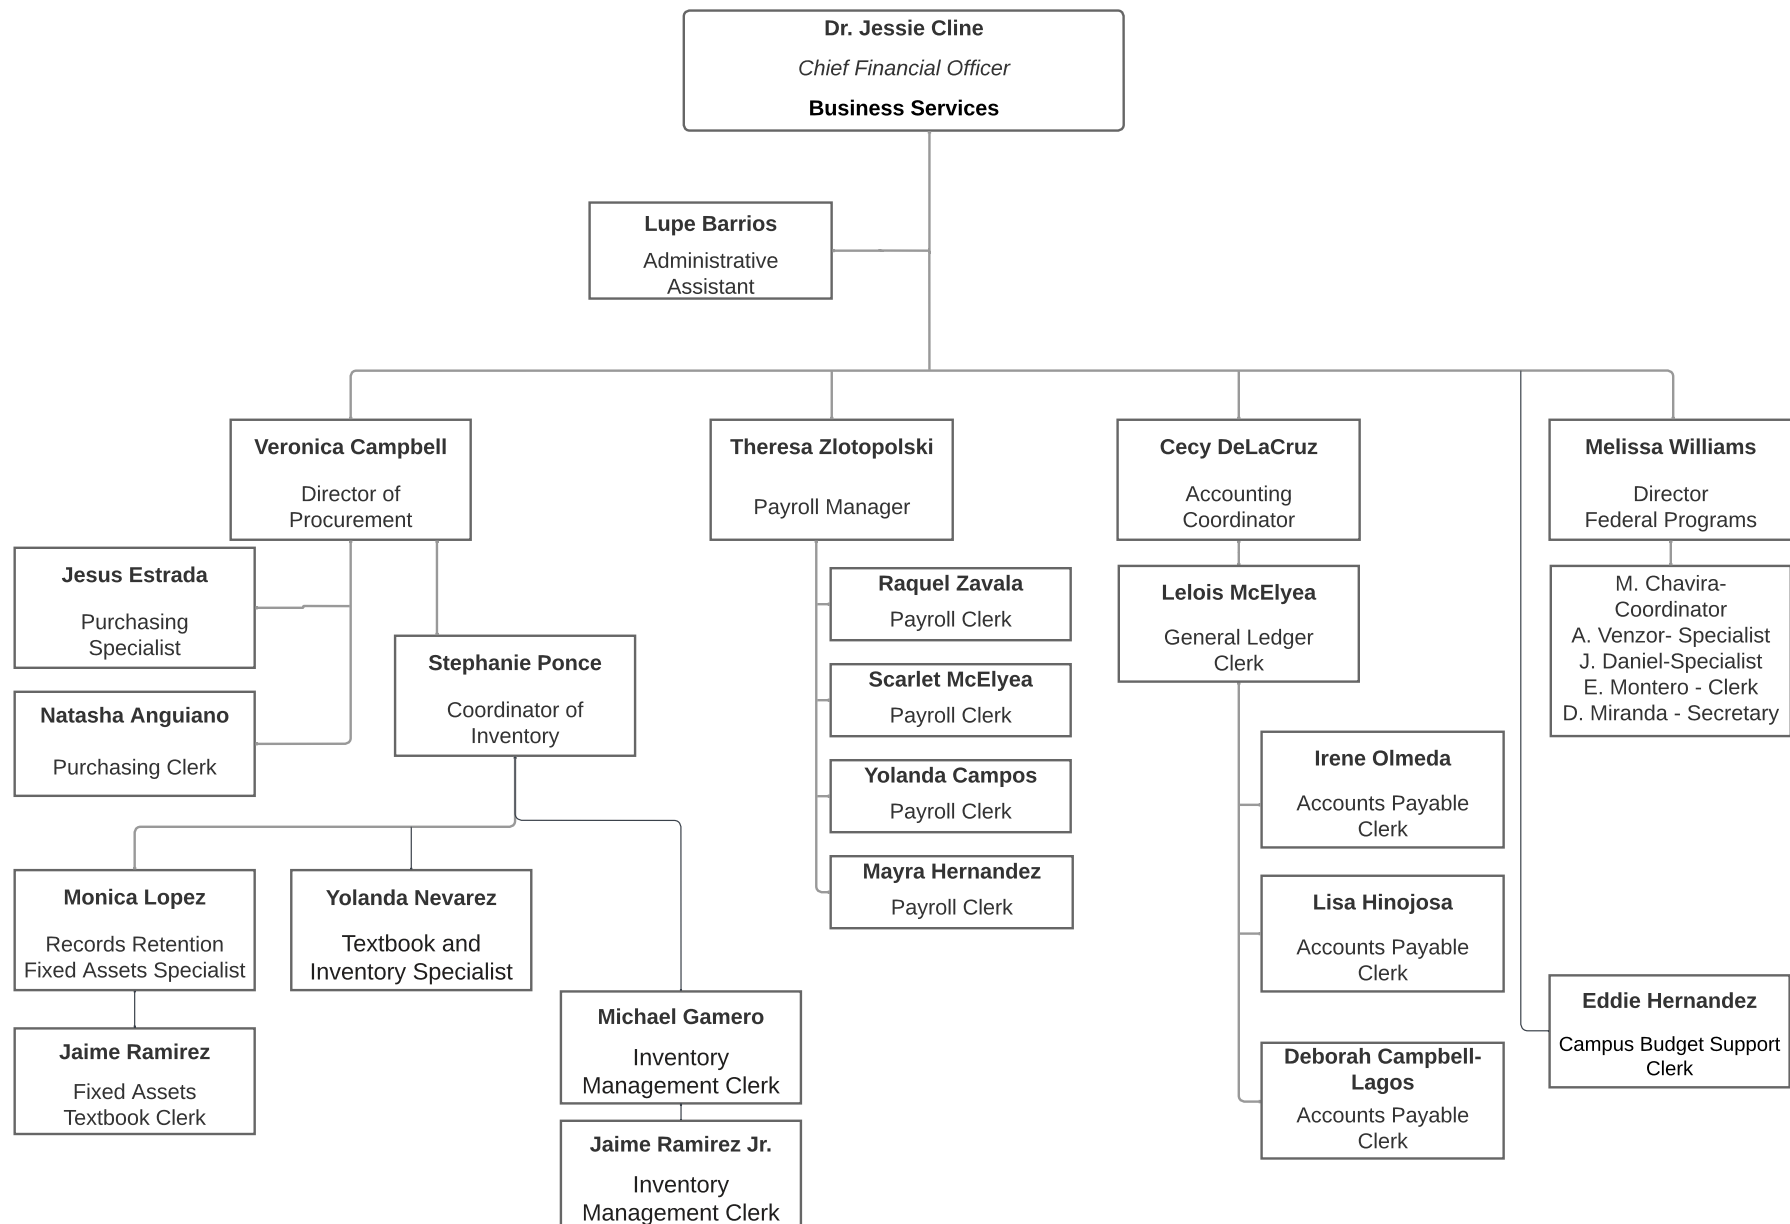 Dr. Jessie Cline
Chief Financial Officer
Business Services
Lupe Barrios
Administrative
Assistant
Veronica Campbell
Director of
Procurement
Theresa Zlotopolski
Payroll Manager
Cecy DeLaCruz
Accounting
Coordinator
Melissa Williams
Director
Federal Programs
Jesus Estrada
Purchasing
Specialist
Natasha Anguiano
Purchasing Clerk
Stephanie Ponce
Coordinator of
Inventory
Monica Lopez
Records Retention
Fixed Assets Specialist
Jaime Ramirez
Fixed Assets
Textbook Clerk
Yolanda Nevarez
Textbook and
Inventory Specialist
Michael Gamero
Inventory
Management Clerk
Jaime Ramirez Jr.
Inventory
Management Clerk
Raquel Zavala
Payroll Clerk
Scarlet McElyea
Payroll Clerk
Yolanda Campos
Payroll Clerk
Mayra Hernandez
Payroll Clerk
Lelois McElyea
General Ledger
Clerk
Irene Olmeda
Accounts Payable
Clerk
Lisa Hinojosa
Accounts Payable
Clerk
Deborah Campbell-
Lagos
Accounts Payable
Clerk
M. Chavira-
Coordinator
A. Venzor- Specialist
J. Daniel-Specialist
E. Montero - Clerk
D. Miranda - Secretary
Eddie Hernandez
Campus Budget Support
Clerk